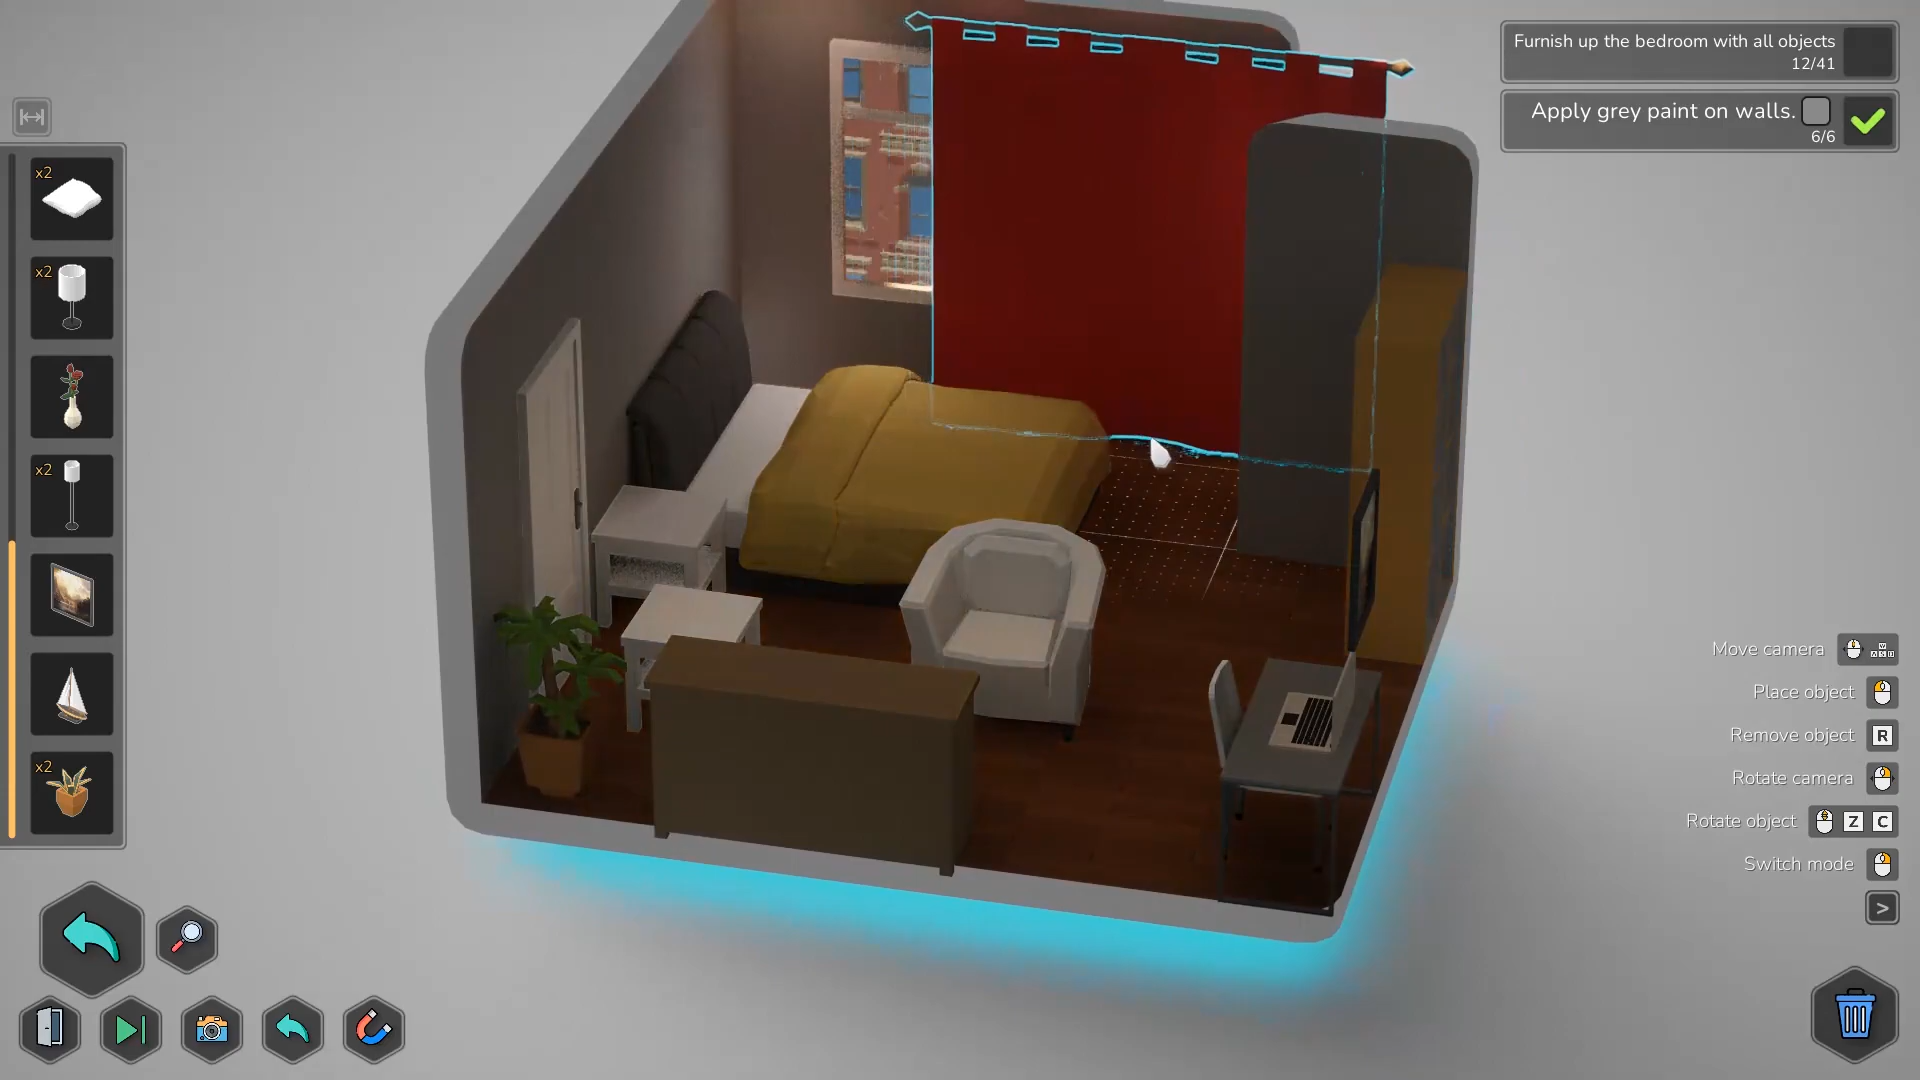 Furnish up the bedroom with all objects
12/41
Apply grey paint on walls.
6/6
x2
x2
x2
x2
Move camera
W
A S D
Place object
Remove object R
Rotate camera
Rotate object Z C
Switch mode
>